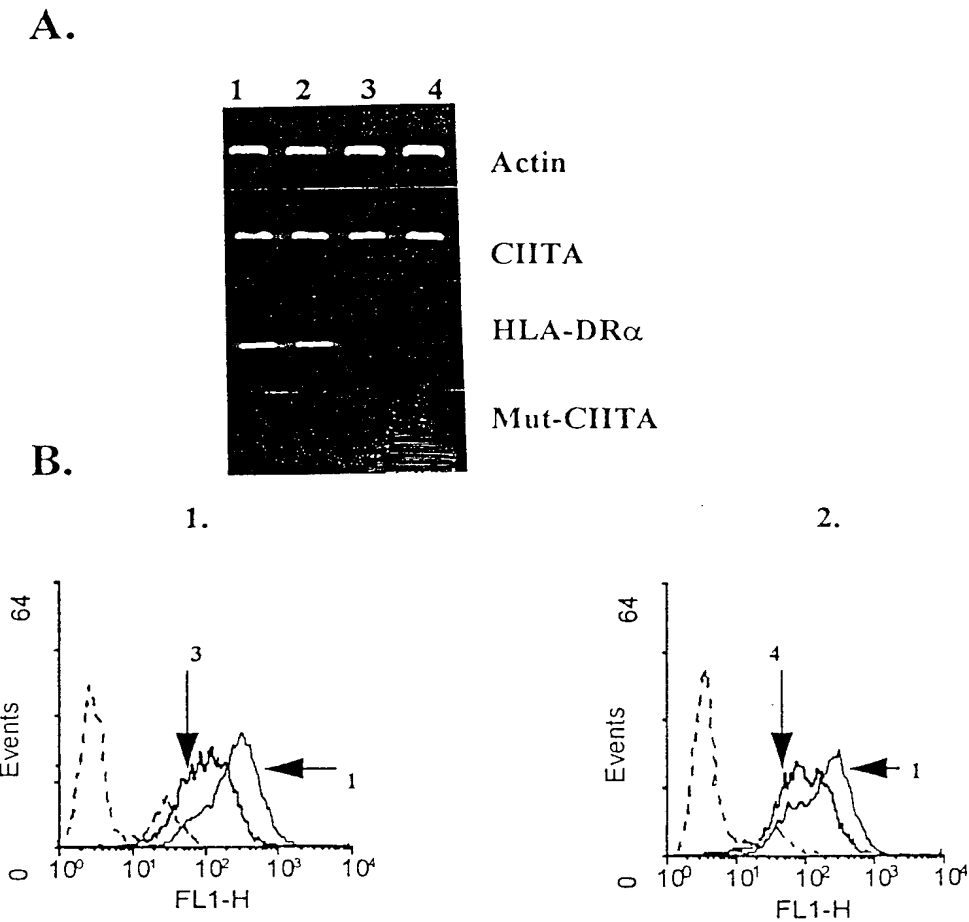 A.
1 2 3 4
Actin
CIITA
HLA-DRα
Mut-CIITA
B.
1.
64
Events
0
3
1
10⁰ 10¹ 10² 10³ 10⁴
FL1-H
2.
64
Events
0
4
1
10⁰ 10¹ 10² 10³ 10⁴
FL1-H